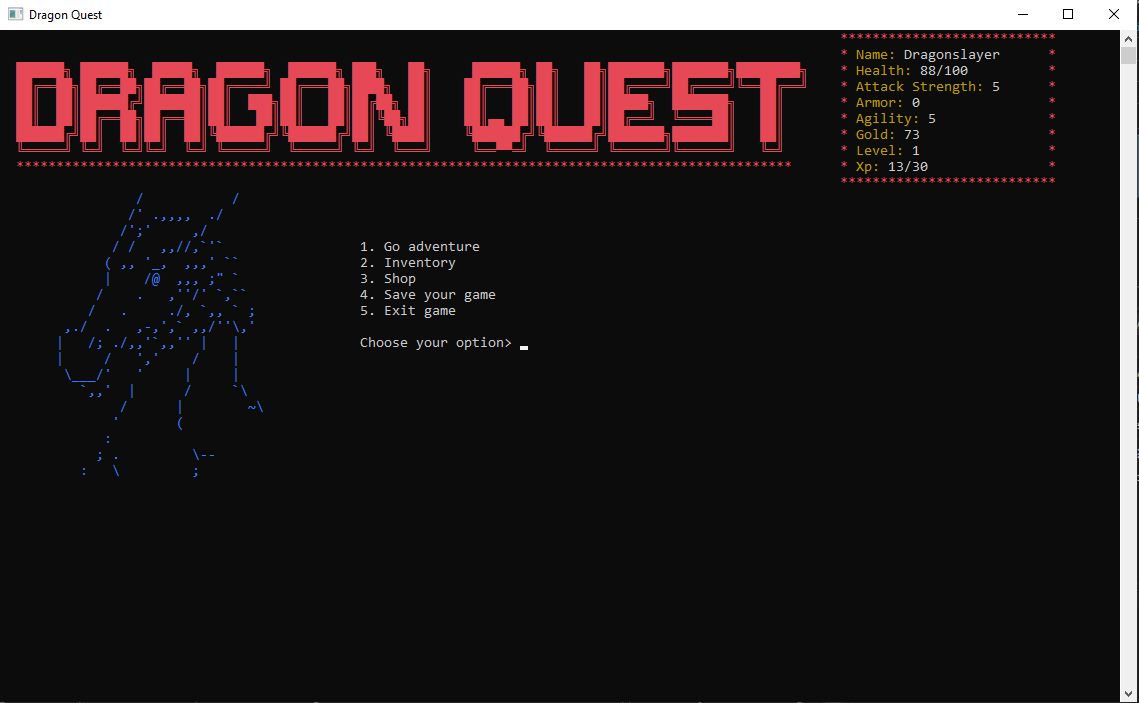 Dragon Quest
DRAGON QUEST
Name: Dragonslayer
Health: 88/100
Attack Strength: 5
Armor: 0
Agility: 5
Gold: 73
Level: 1
Xp: 13/30
1. Go adventure
2. Inventory
3. Shop
4. Save your game
5. Exit game
Choose your option>